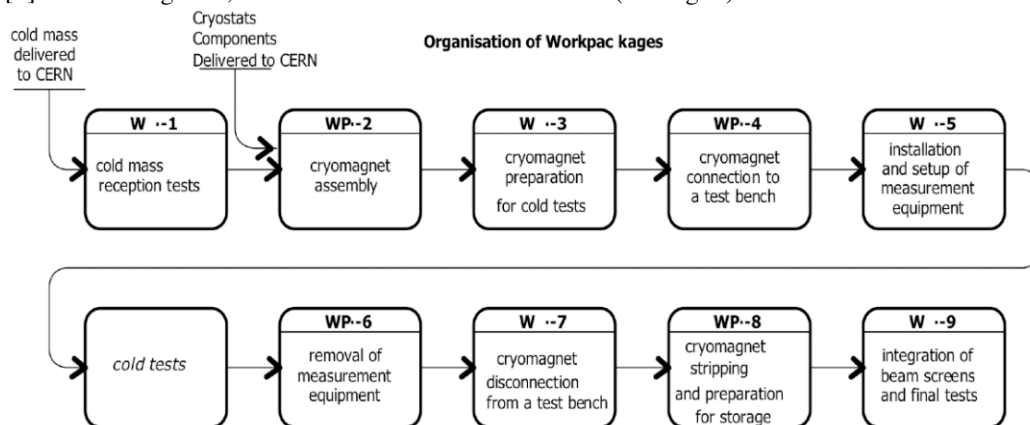 cold mass
delivered
to CERN
Cryostats
Components
Delivered to CERN
Organisation of Workpac kages
W ·-1
cold mass
reception tests
WP·-2
cryomagnet
assembly
W ·-3
cryomagnet
preparation
for cold tests
WP·-4
cryomagnet
connection to
a test bench
W ·-5
installation
and setup of
measurement
equipment
cold tests
WP·-6
removal of
measurement
equipment
W ·-7
cryomagnet
disconnection
from a test bench
WP·-8
cryomagnet
stripping
and preparation
for storage
W ·-9
integration of
beam screens
and final tests